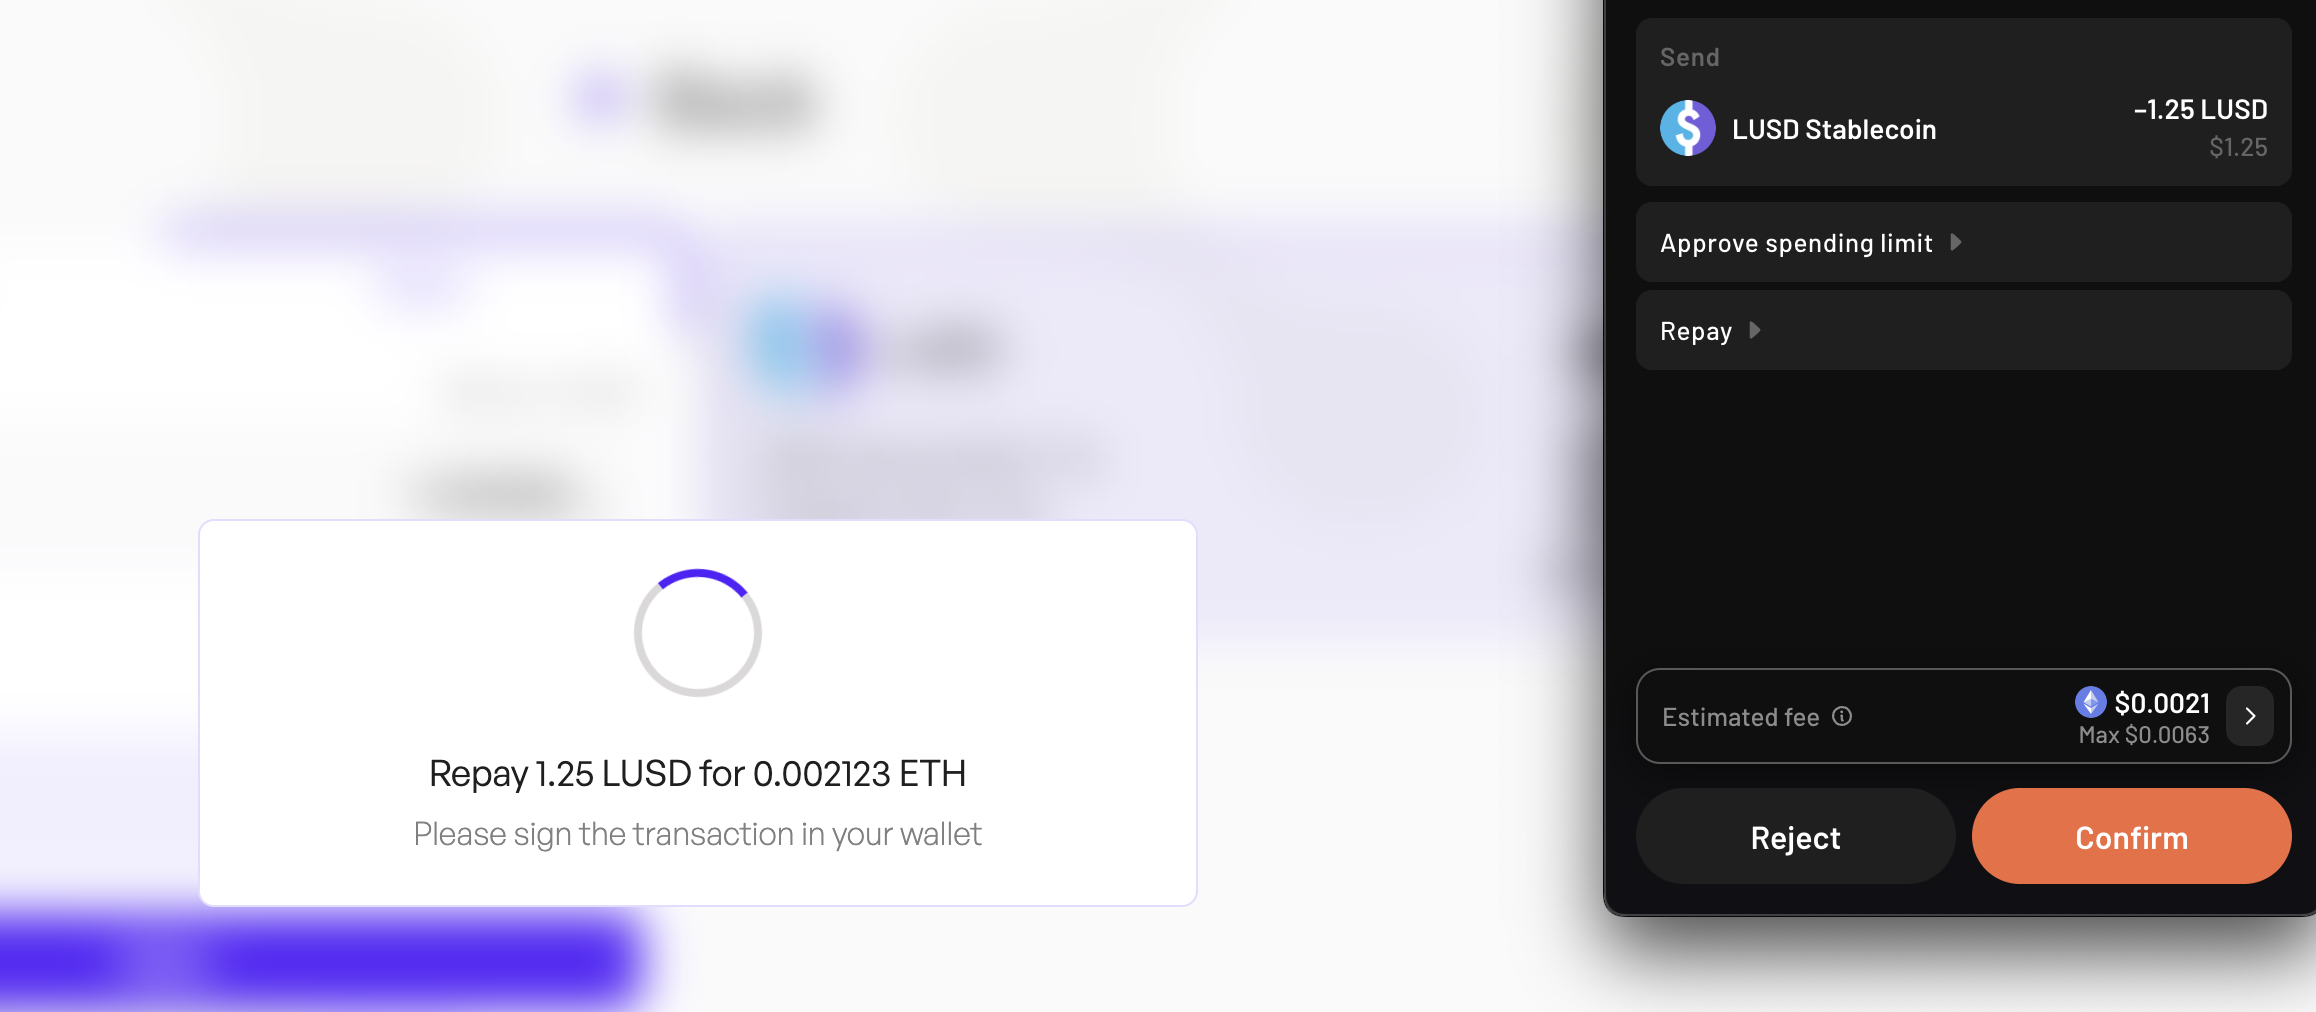 Repay 1.25 LUSD for 0.002123 ETH
Please sign the transaction in your wallet
Send
LUSD Stablecoin
–1.25 LUSD
$1.25
Approve spending limit
Repay
Estimated fee
$0.0021
Max $0.0063
Reject
Confirm